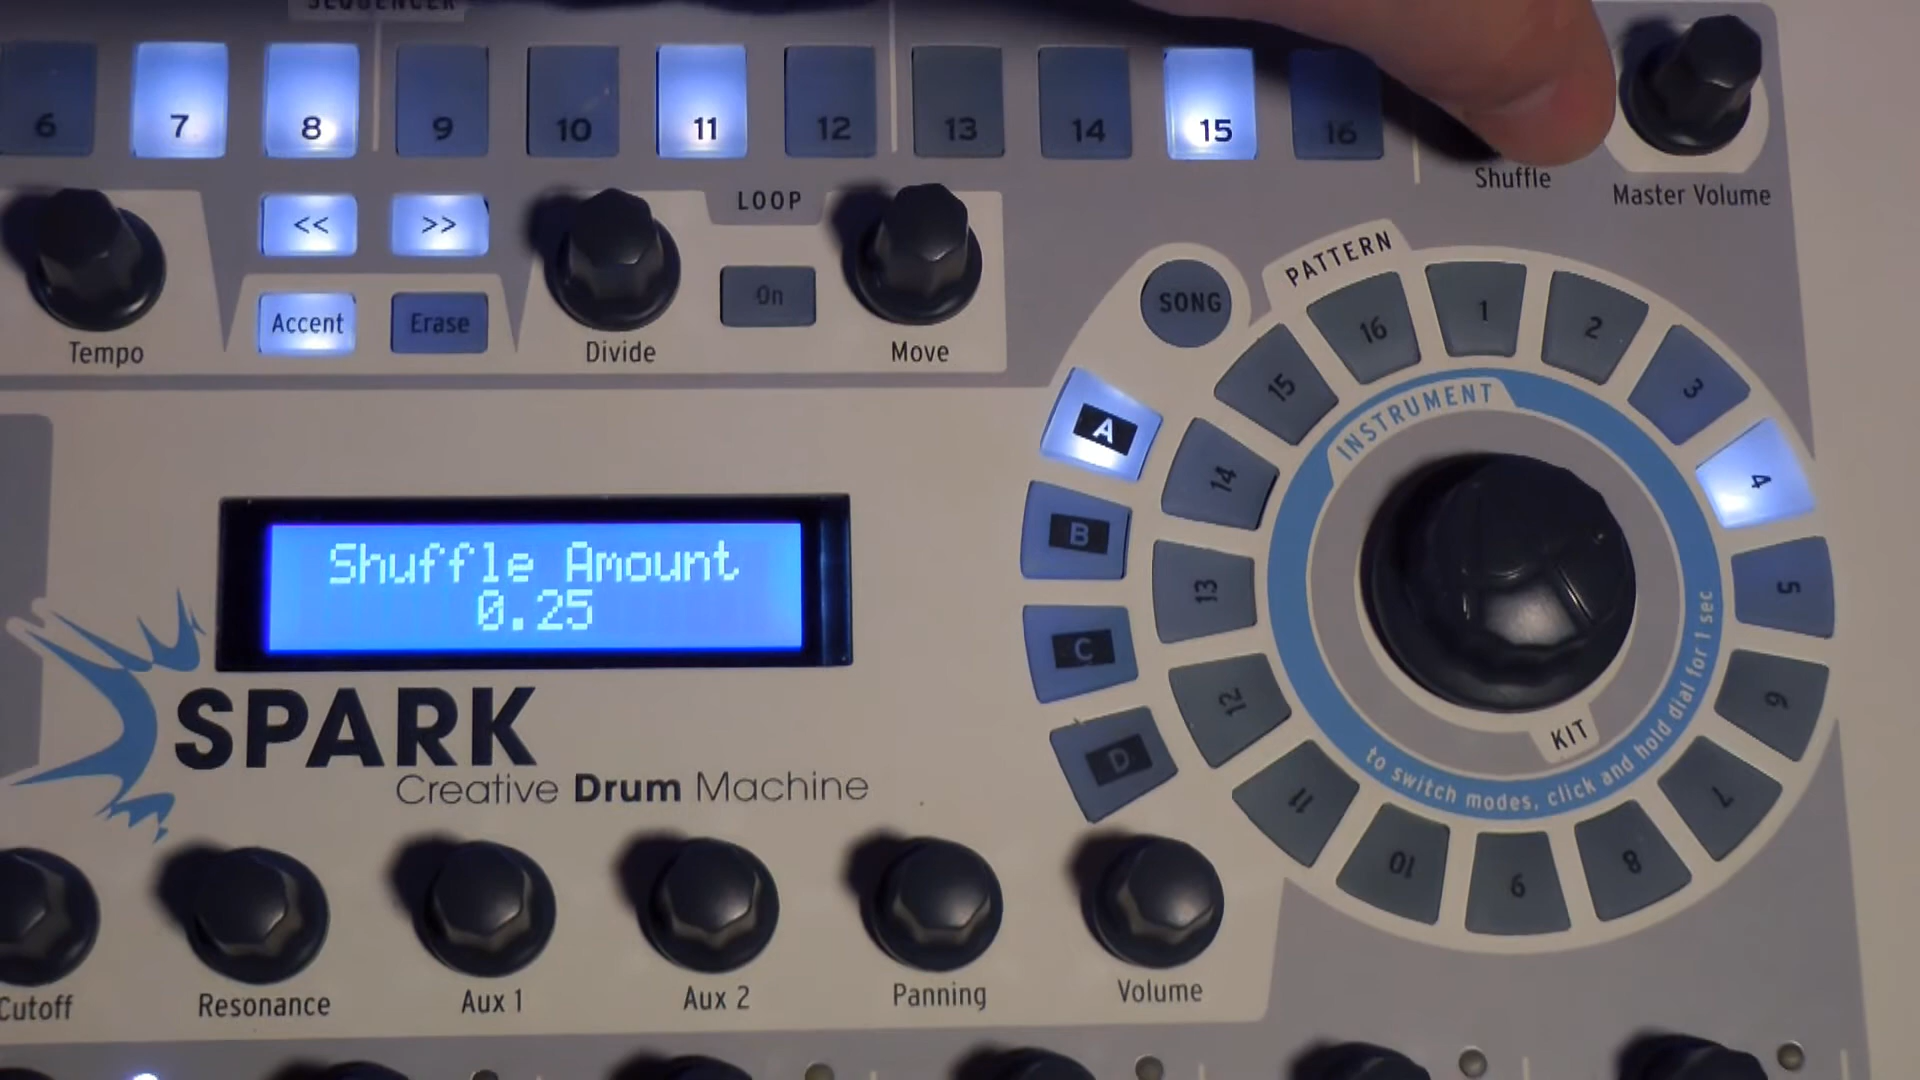 SEQUENCER
6 7 8 9 10 11 12 13 14 15 16
Shuffle
Master Volume
<< >>
LOOP
Tempo
Accent Erase
Divide
On
Move
SONG
PATTERN
1
2
3
4
5
6
7
8
9
10
11
12
13
14
15
16
A
B
C
D
INSTRUMENT
KIT
to switch modes, click and hold dial for 1 sec
Shuffle Amount
0.25
SPARK
Creative Drum Machine
Cutoff
Resonance
Aux 1
Aux 2
Panning
Volume